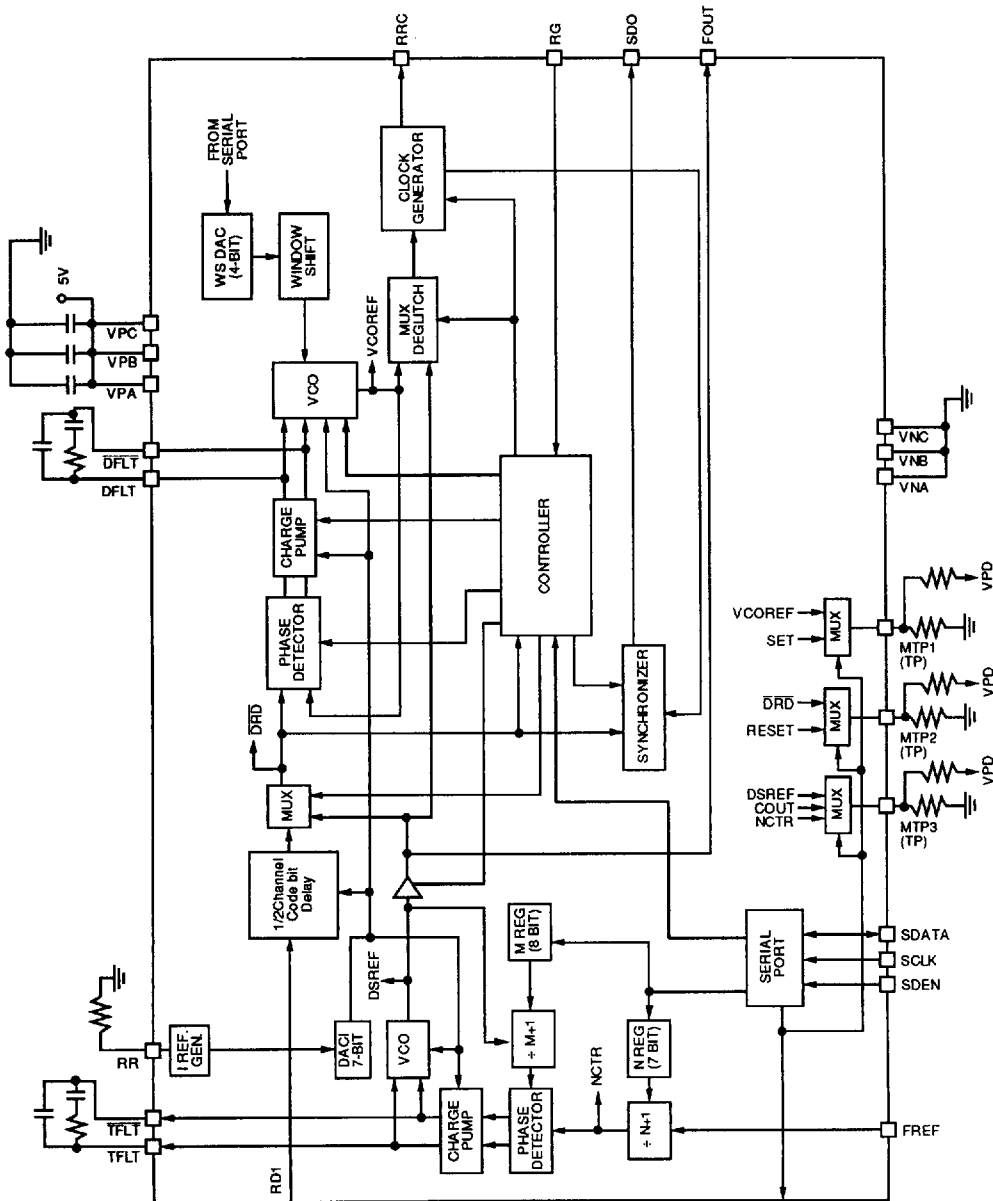 RRC
RG
SDO
FOUT
FROM
SERIAL
PORT
WS DAC
(4-BIT)
WINDOW
SHIFT
CLOCK
GENERATOR
5V
VPC
VPB
VPA
VCO
VCOREF
MUX
DEGLITCH
DFLT
DFLT
CHARGE
PUMP
PHASE
DETECTOR
CONTROLLER
VNC
VNB
VNA
DRD
MUX
SYNCHRONIZER
VCOREF
SET
MUX
MTP1
(TP)
VPD
DRD
RESET
MUX
MTP2
(TP)
VPD
DSREF
COUT
NCTR
MUX
MTP3
(TP)
VPD
1/2Channel
Code bit
Delay
RR
I REF.
GEN.
DACI
7-BIT
DSREF
VCO
M REG
(8 BIT)
÷ M+1
N REG
(7 BIT)
÷ N+1
SERIAL
PORT
SDATA
SCLK
SDEN
TFLT
TFLT
CHARGE
PUMP
PHASE
DETECTOR
NCTR
RD1
FREF